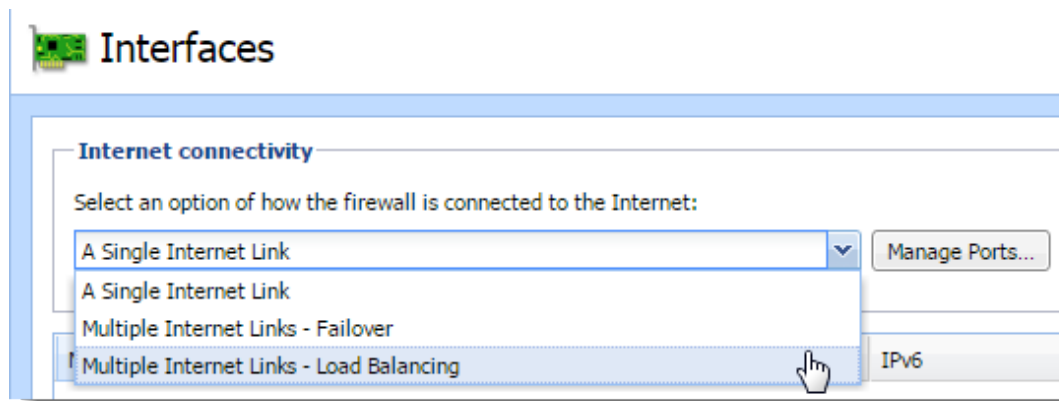 Interfaces
Internet connectivity
Select an option of how the firewall is connected to the Internet:
A Single Internet Link
Manage Ports...
A Single Internet Link
Multiple Internet Links - Failover
Multiple Internet Links - Load Balancing
IPv6